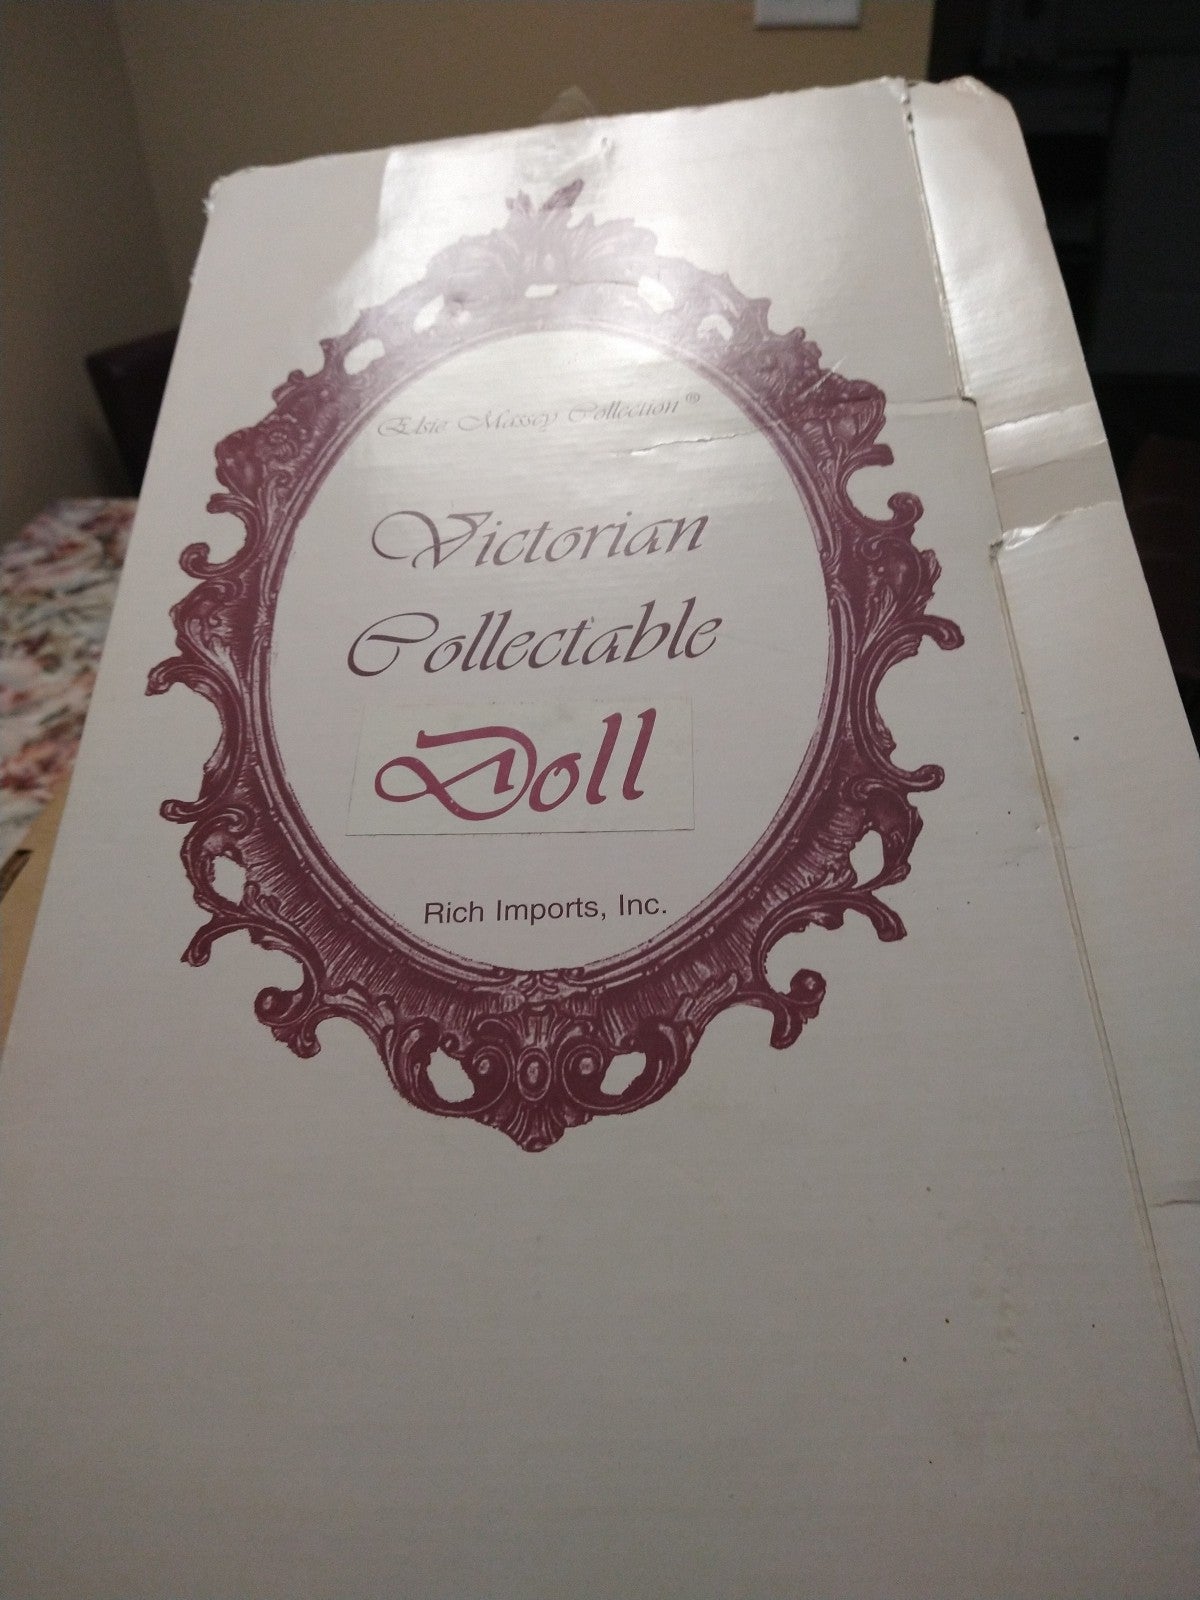 Elsie Massey Collection®
Victorian
Collectable
Doll
Rich Imports, Inc.